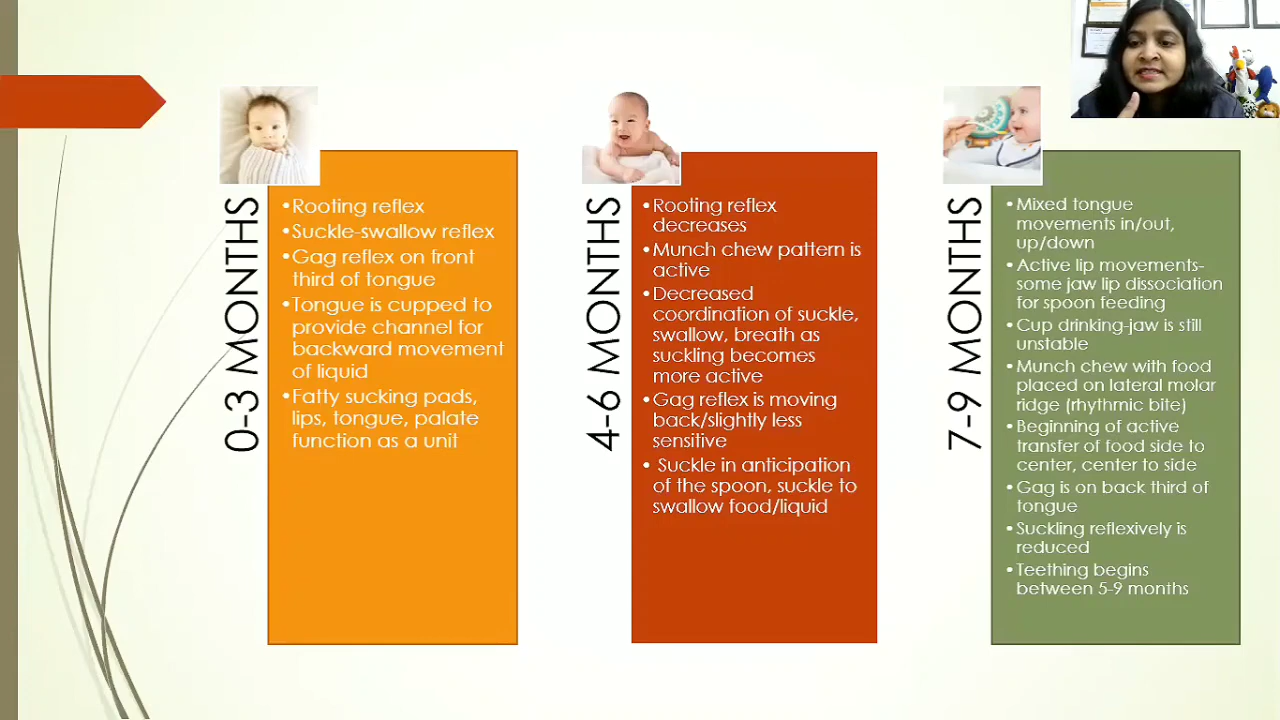 0-3 MONTHS
•Rooting reflex
•Suckle-swallow reflex
•Gag reflex on front
third of tongue
•Tongue is cupped to
provide channel for
backward movement
of liquid
•Fatty sucking pads,
lips, tongue, palate
function as a unit
4-6 MONTHS
•Rooting reflex
decreases
•Munch chew pattern is
active
•Decreased
coordination of suckle,
swallow, breath as
suckling becomes
more active
•Gag reflex is moving
back/slightly less
sensitive
• Suckle in anticipation
of the spoon, suckle to
swallow food/liquid
7-9 MONTHS
•Mixed tongue
movements in/out,
up/down
•Active lip movements-
some jaw lip dissociation
for spoon feeding
•Cup drinking-jaw is still
unstable
•Munch chew with food
placed on lateral molar
ridge (rhythmic bite)
•Beginning of active
transfer of food side to
center, center to side
•Gag is on back third of
tongue
•Suckling reflexively is
reduced
•Teething begins
between 5-9 months